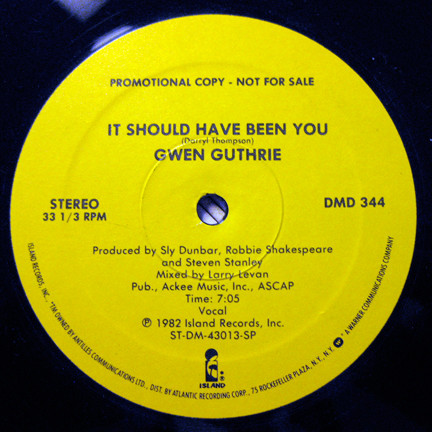 PROMOTIONAL COPY - NOT FOR SALE
IT SHOULD HAVE BEEN YOU
(Darryl Thompson)
GWEN GUTHRIE
STEREO
33 1/3 RPM
DMD 344
Produced by Sly Dunbar, Robbie Shakespeare
and Steven Stanley
Mixed by Larry Levan
Pub., Ackee Music, Inc., ASCAP
Time: 7:05
Vocal
℗ 1982 Island Records, Inc.
ST-DM-43013-SP
ISLAND
ISLAND RECORDS, INC. *TM OWNED BY ANTILLES COMMUNICATIONS LTD., DIST. BY ATLANTIC RECORDING CORP., 75 ROCKEFELLER PLAZA, N.Y., N.Y. A WARNER COMMUNICATIONS COMPANY